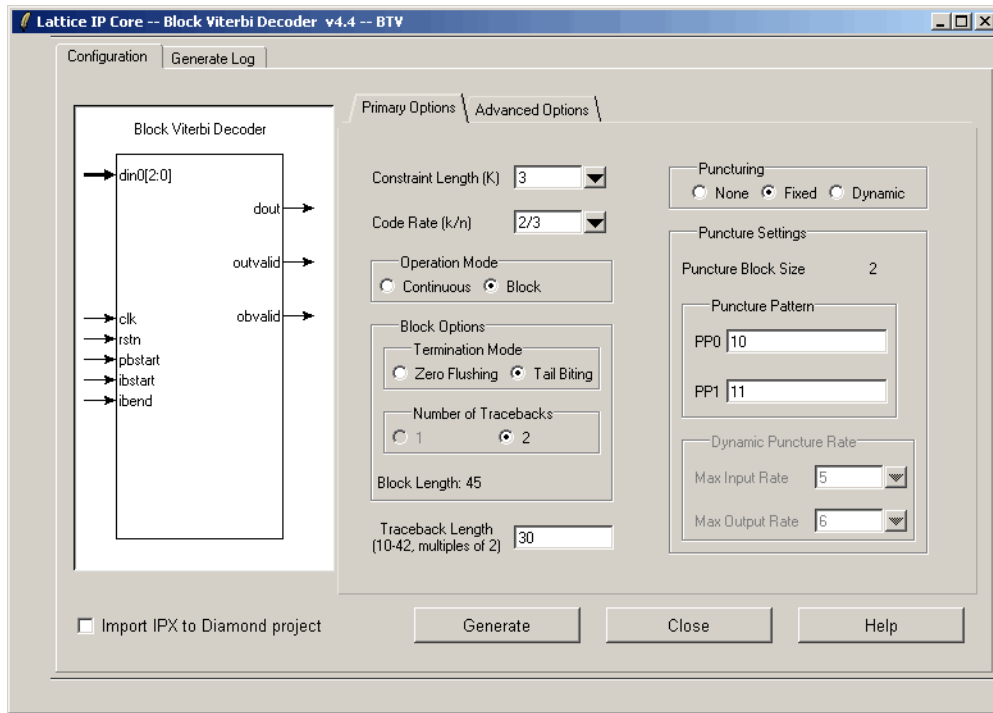 Lattice IP Core -- Block Viterbi Decoder v4.4 -- BTV
Configuration
Generate Log
Block Viterbi Decoder
din0[2:0]
dout
outvalid
obvalid
clk
rstn
pbstart
ibstart
ibend
Primary Options
Advanced Options
Constraint Length (K) 3
Code Rate (k/n) 2/3
Operation Mode
Continuous Block
Block Options
Termination Mode
Zero Flushing Tail Biting
Number of Tracebacks
1 2
Block Length: 45
Traceback Length
(10-42, multiples of 2) 30
Puncturing
None Fixed Dynamic
Puncture Settings
Puncture Block Size 2
Puncture Pattern
PP0 10
PP1 11
Dynamic Puncture Rate
Max Input Rate 5
Max Output Rate 6
Import IPX to Diamond project
Generate
Close
Help